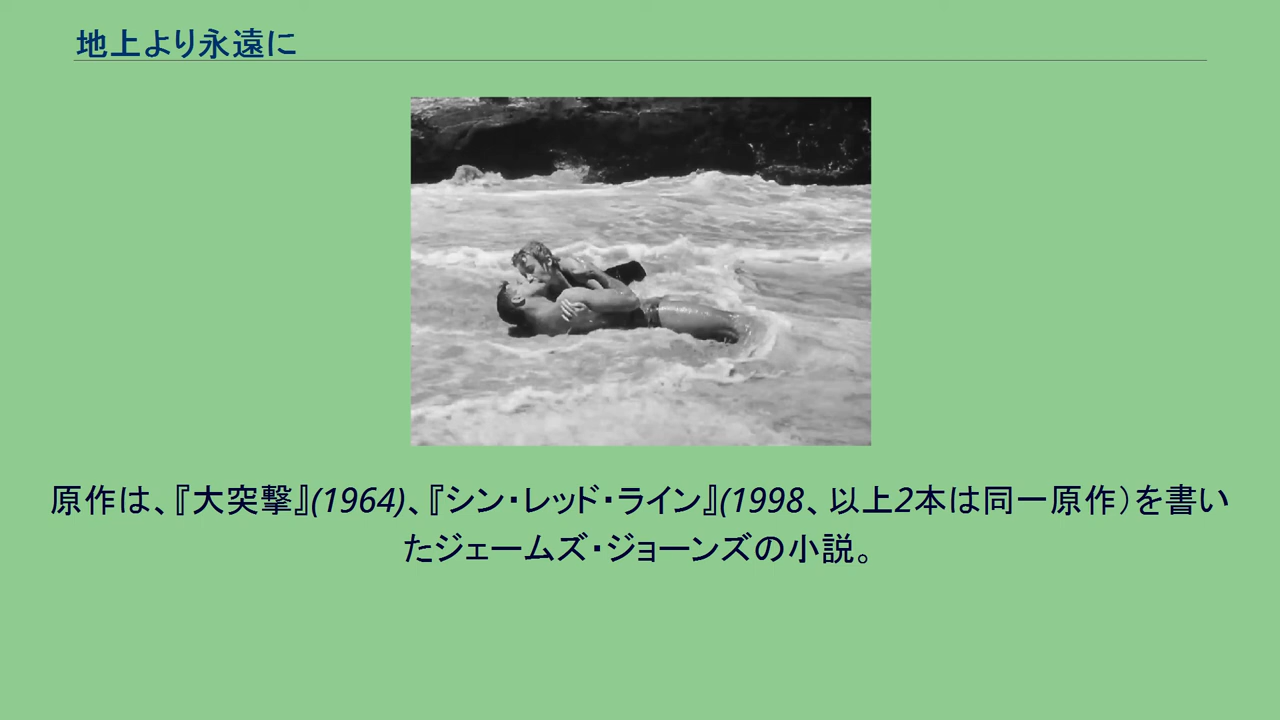 地上より永遠に
原作は、『大突撃』(1964)、『シン・レッド・ライン』(1998、以上2本は同一原作）を書い
たジェームズ・ジョーンズの小説。